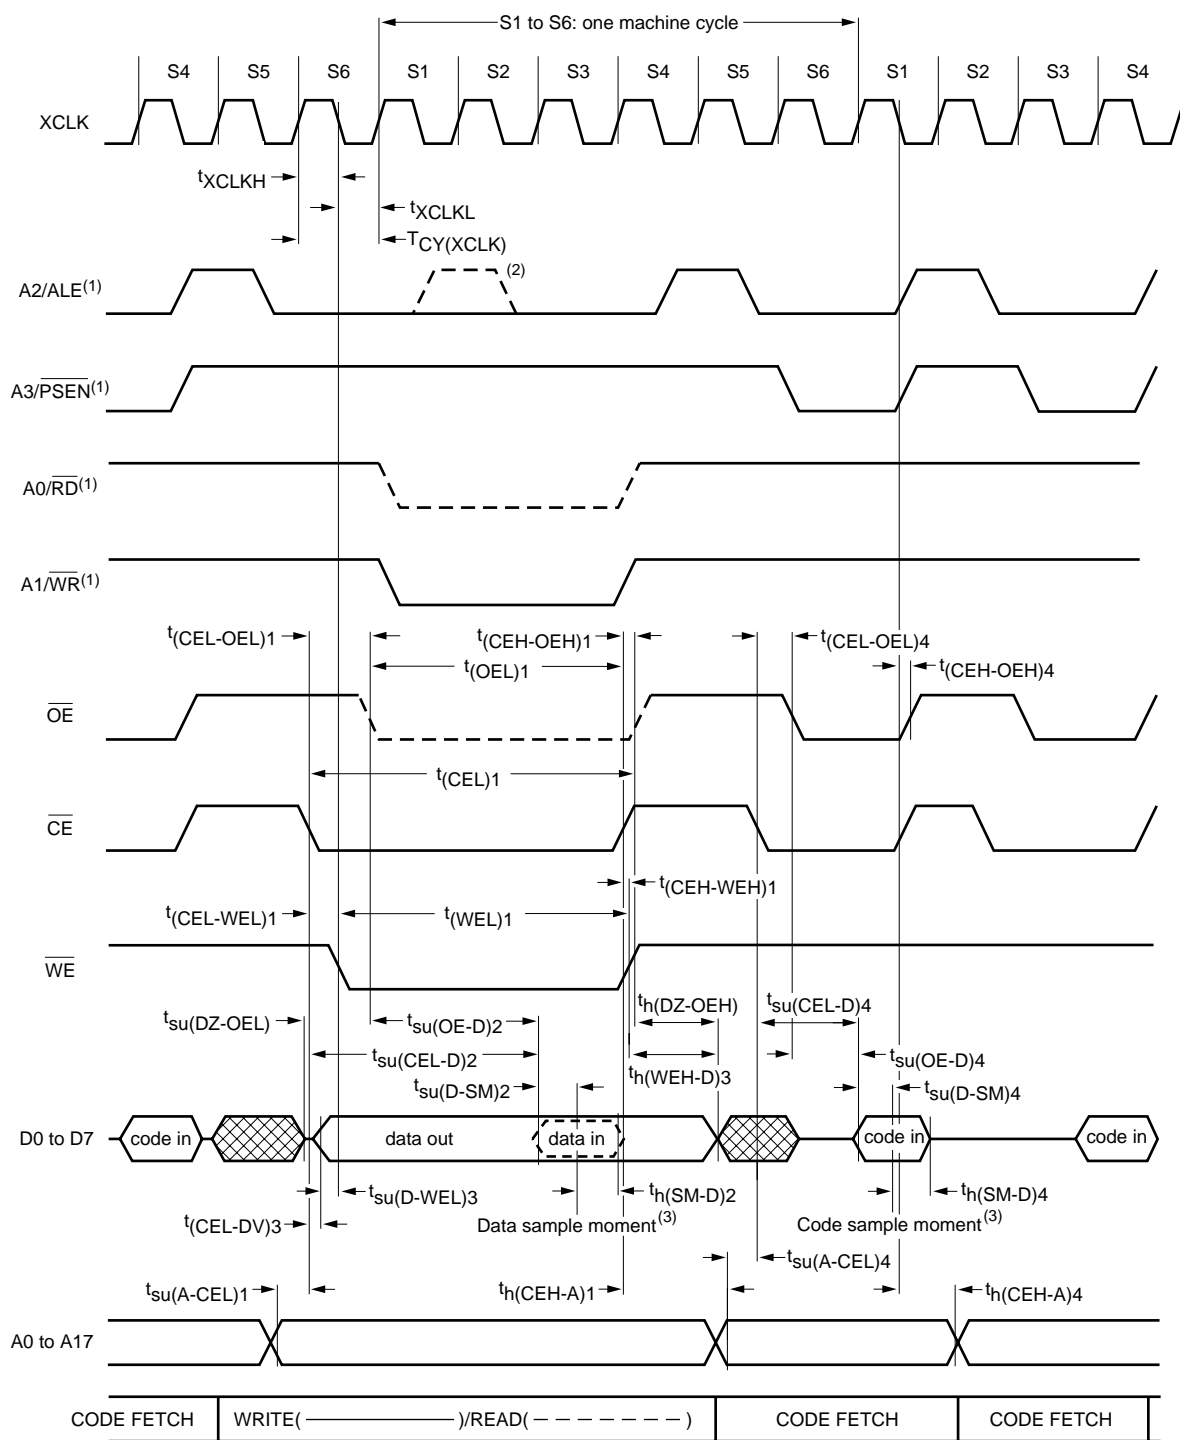 S1 to S6: one machine cycle
S4 S5 S6 S1 S2 S3 S4 S5 S6 S1 S2 S3 S4
XCLK
tXCLKH
tXCLKL
TCY(XCLK)
(2)
A2/ALE(1)
A3/PSEN(1)
A0/RD(1)
A1/WR(1)
t(CEL-OEL)1 t(CEH-OEH)1 t(CEL-OEL)4
t(OEL)1 t(CEH-OEH)4
OE
t(CEL)1
CE
t(CEH-WEH)1
t(CEL-WEL)1 t(WEL)1
WE
tsu(DZ-OEL) tsu(OE-D)2 th(DZ-OEH) tsu(CEL-D)4
tsu(CEL-D)2 th(WEH-D)3 tsu(OE-D)4
tsu(D-SM)2 tsu(D-SM)4
D0 to D7 code in data out data in code in code in
tsu(D-WEL)3 th(SM-D)2 th(SM-D)4
t(CEL-DV)3 Data sample moment(3) Code sample moment(3)
tsu(A-CEL)4
tsu(A-CEL)1 th(CEH-A)1 th(CEH-A)4
A0 to A17
CODE FETCH WRITE( )/READ( ) CODE FETCH CODE FETCH